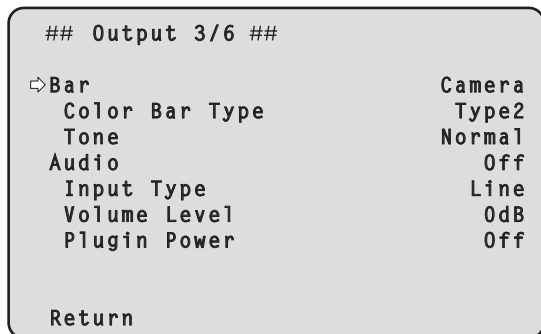 ## Output 3/6 ##
⇨Bar Camera
Color Bar Type Type2
Tone Normal
Audio Off
Input Type Line
Volume Level 0dB
Plugin Power Off
Return